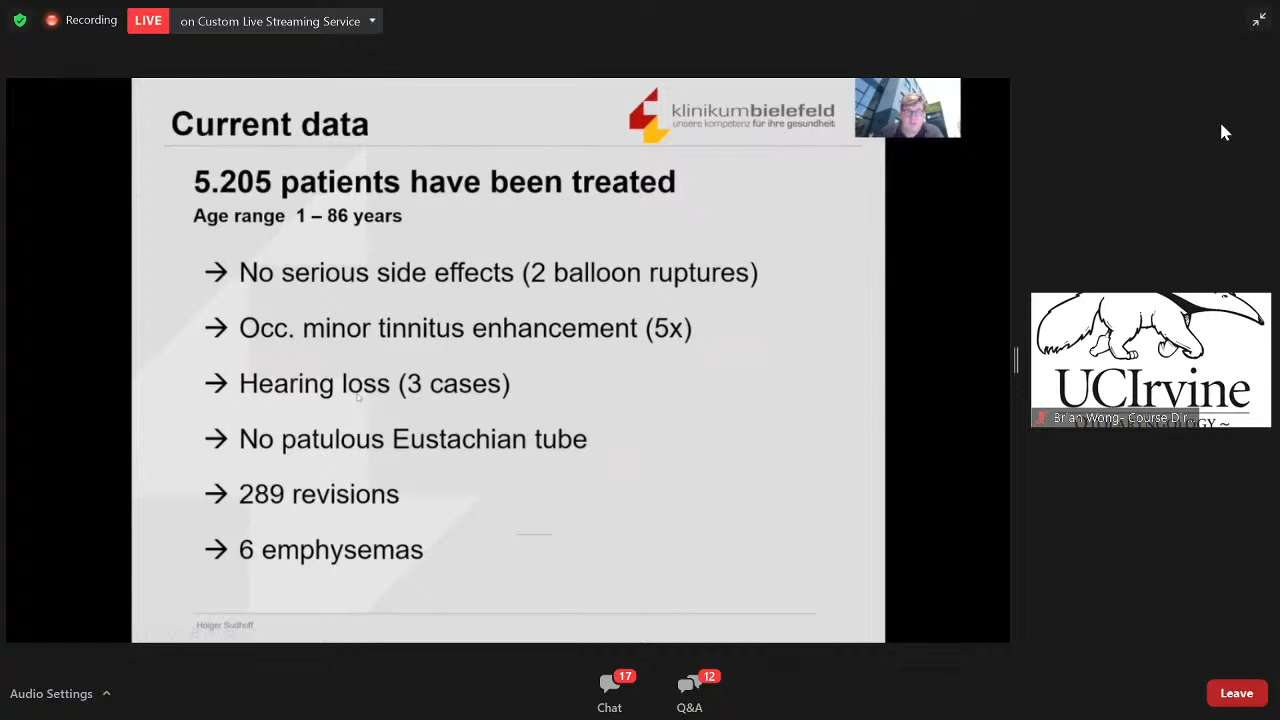 Recording
LIVE
on Custom Live Streaming Service
Current data
klinikumbielefeld
unsere kompetenz für ihre gesundheit
5.205 patients have been treated
Age range 1 – 86 years
→ No serious side effects (2 balloon ruptures)
→ Occ. minor tinnitus enhancement (5x)
→ Hearing loss (3 cases)
→ No patulous Eustachian tube
→ 289 revisions
→ 6 emphysemas
Holger Sudhoff
UCIrvine
Brian Wong- Course Dir...
Audio Settings
17
Chat
12
Q&A
Leave